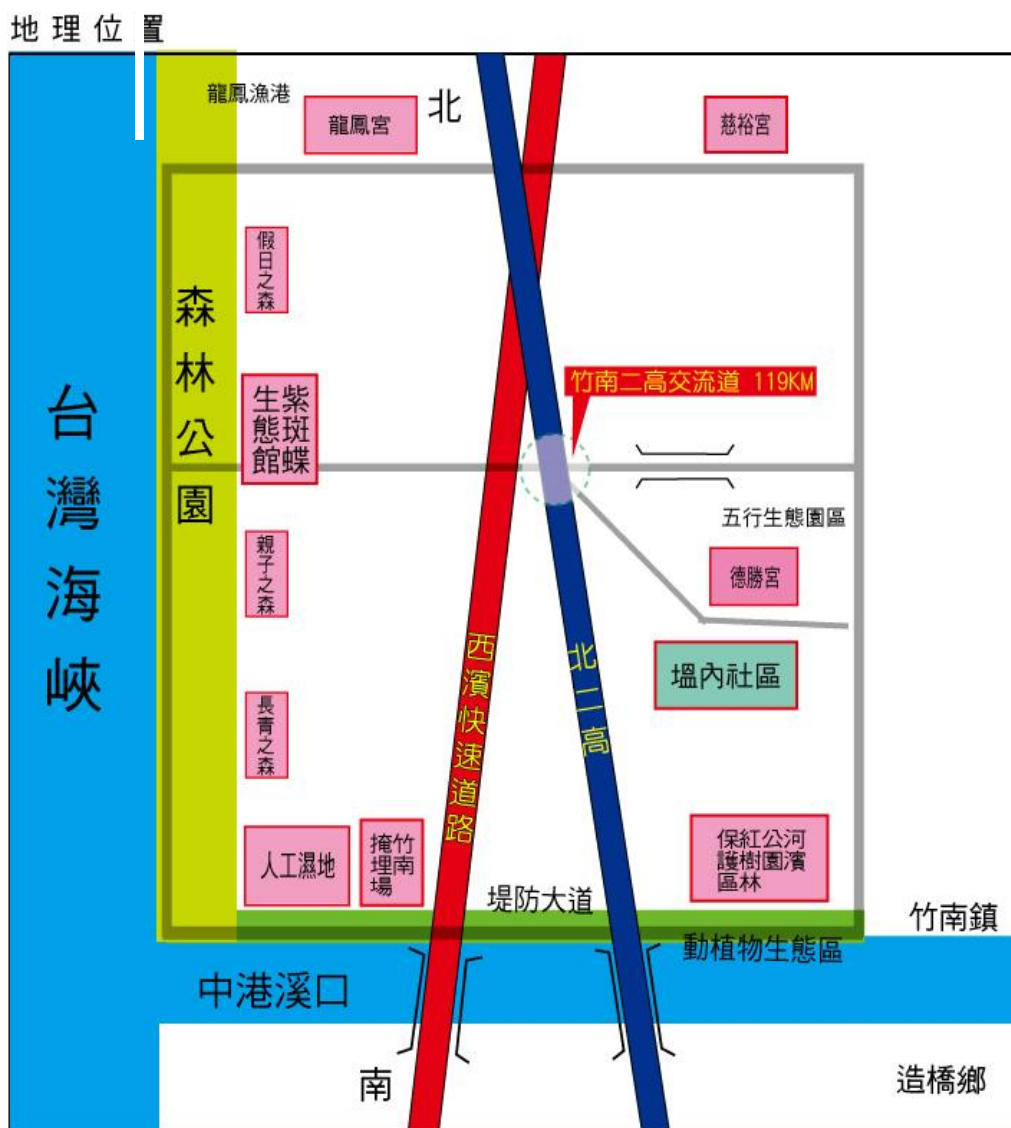 地理位置
龍鳳漁港
龍鳳宮
北
慈裕宮
假日之森
森林公園
台灣海峽
紫斑蝶
生態館
竹南二高交流道 119KM
五行生態園區
親子之森
德勝宮
西濱快速道路
北二高
塭內社區
長青之森
人工濕地
竹南
掩埋場
河濱
公園林
紅樹
保護區
堤防大道
竹南鎮
動植物生態區
中港溪口
南
造橋鄉